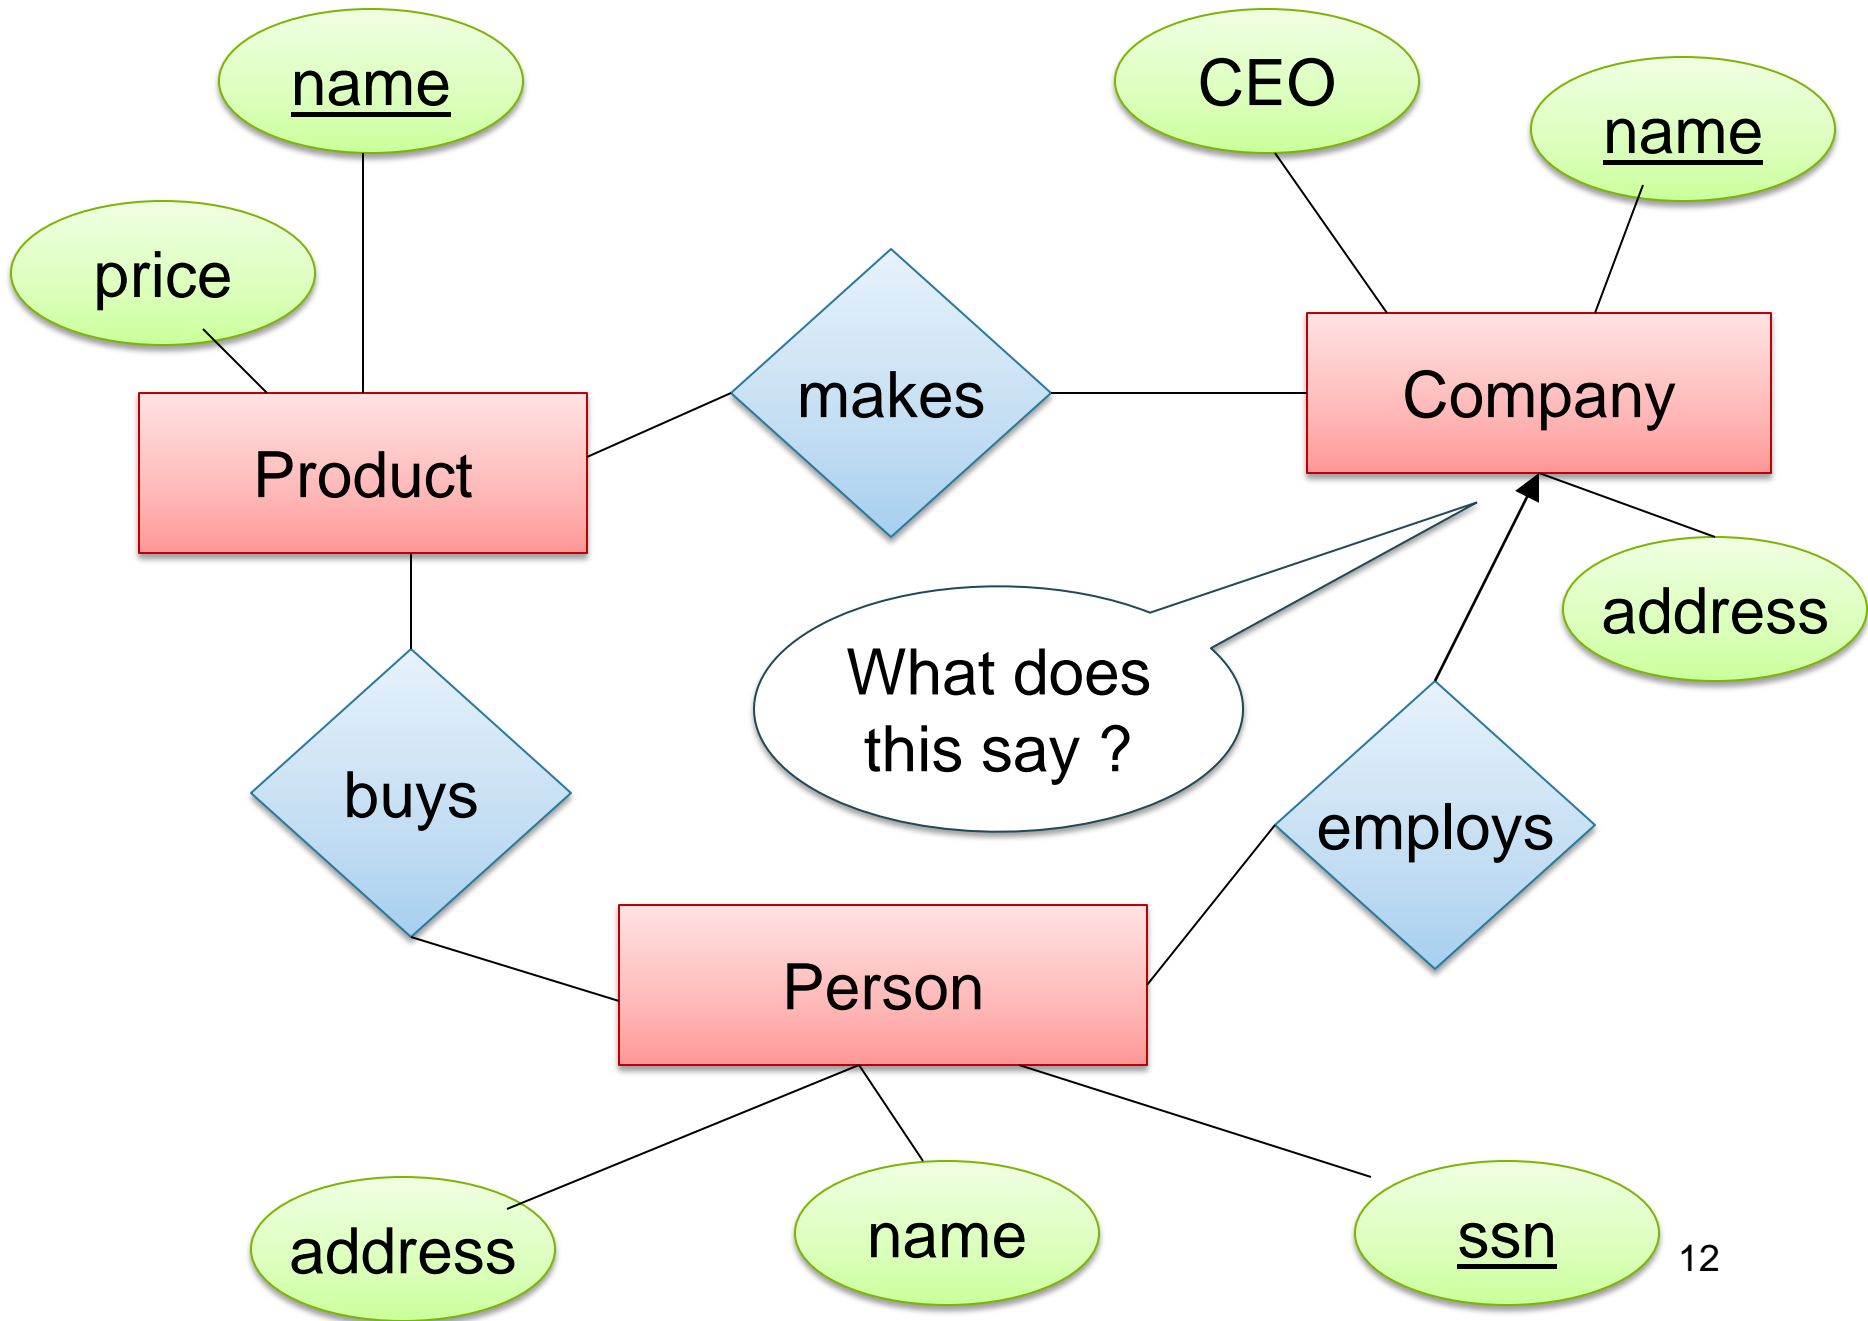 name
CEO
name
price
makes
Company
Product
address
What does
this say ?
buys
employs
Person
address
name
ssn
12